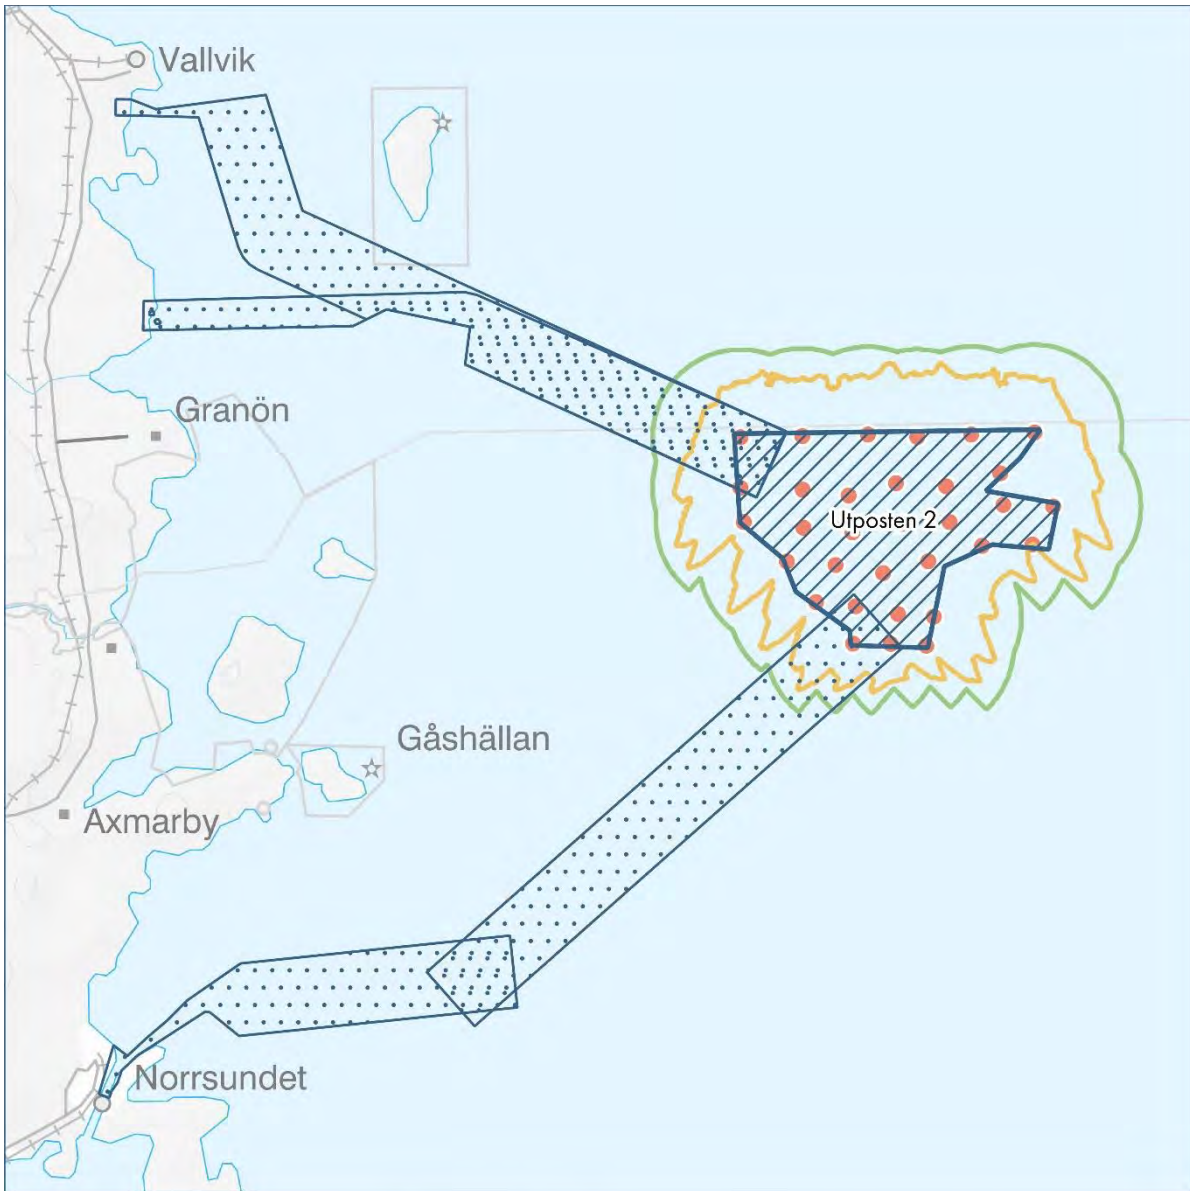 Vallvik
Granön
Utposten 2
Gåshällan
Axmarby
Norrsundet